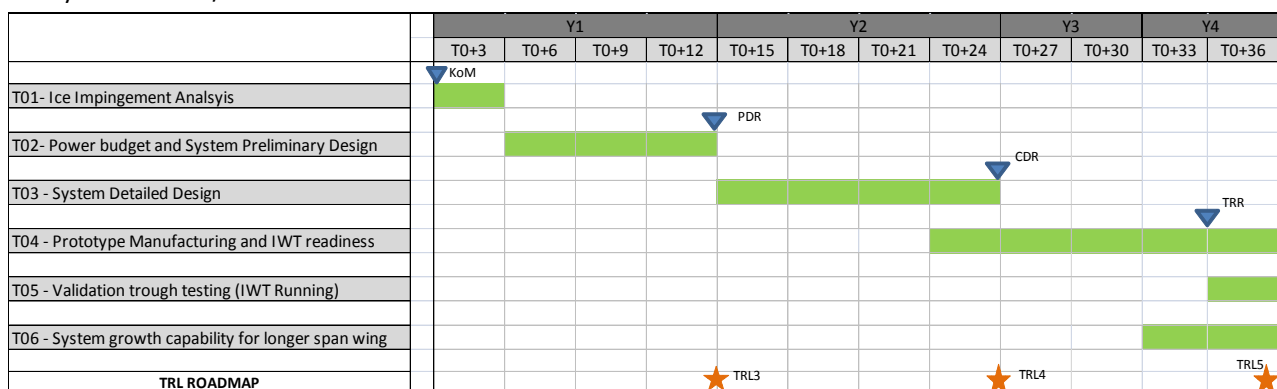 Y1 Y2 Y3 Y4
T0+3 T0+6 T0+9 T0+12 T0+15 T0+18 T0+21 T0+24 T0+27 T0+30 T0+33 T0+36
KoM
T01- Ice Impingement Analsyis
PDR
T02- Power budget and System Preliminary Design
CDR
T03 - System Detailed Design
TRR
T04 - Prototype Manufacturing and IWT readiness
T05 - Validation trough testing (IWT Running)
T06 - System growth capability for longer span wing
TRL ROADMAP TRL3 TRL4 TRL5